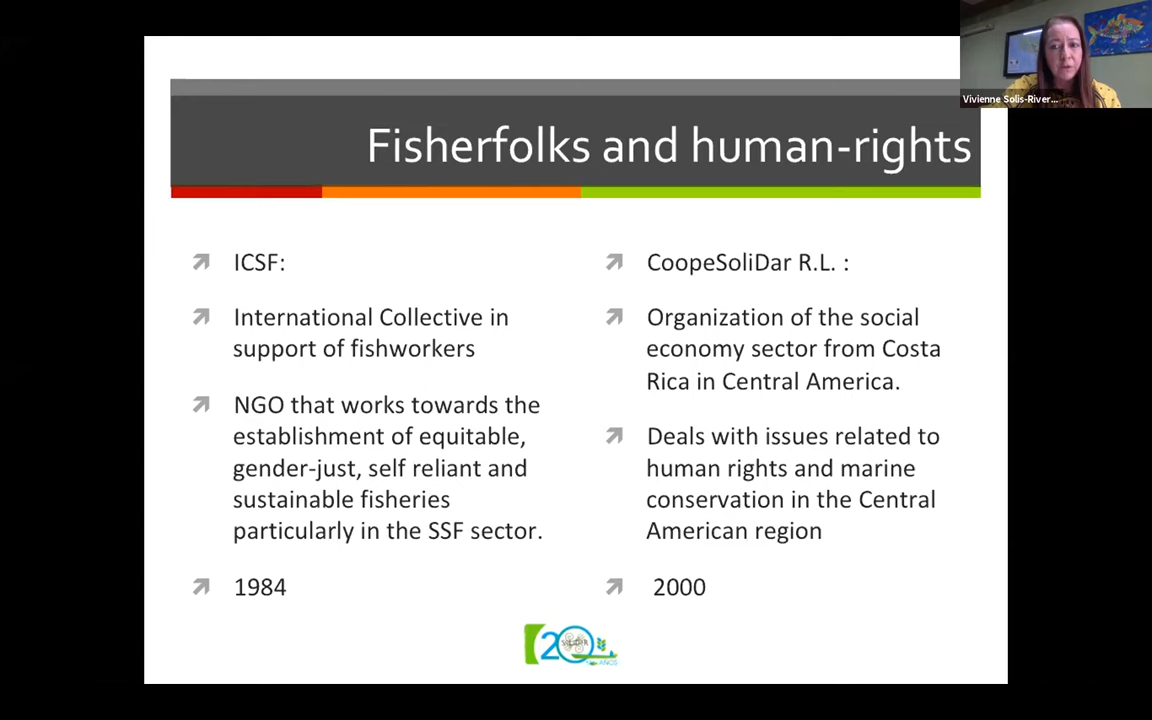 Vivienne Solis-River...
Fisherfolks and human-rights
ICSF:
International Collective in
support of fishworkers
NGO that works towards the
establishment of equitable,
gender-just, self reliant and
sustainable fisheries
particularly in the SSF sector.
1984
CoopeSoliDar R.L. :
Organization of the social
economy sector from Costa
Rica in Central America.
Deals with issues related to
human rights and marine
conservation in the Central
American region
2000
20
AÑOS